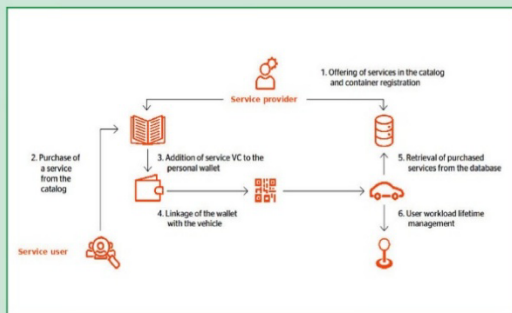 1. Offering of services in the catalog
and container registration
Service provider
2. Purchase of
a service
from the
catalog
3. Addition of service VC to the
personal wallet
5. Retrieval of purchased
services from the database
4. Linkage of the wallet
with the vehicle
6. User workload lifetime
management
Service user